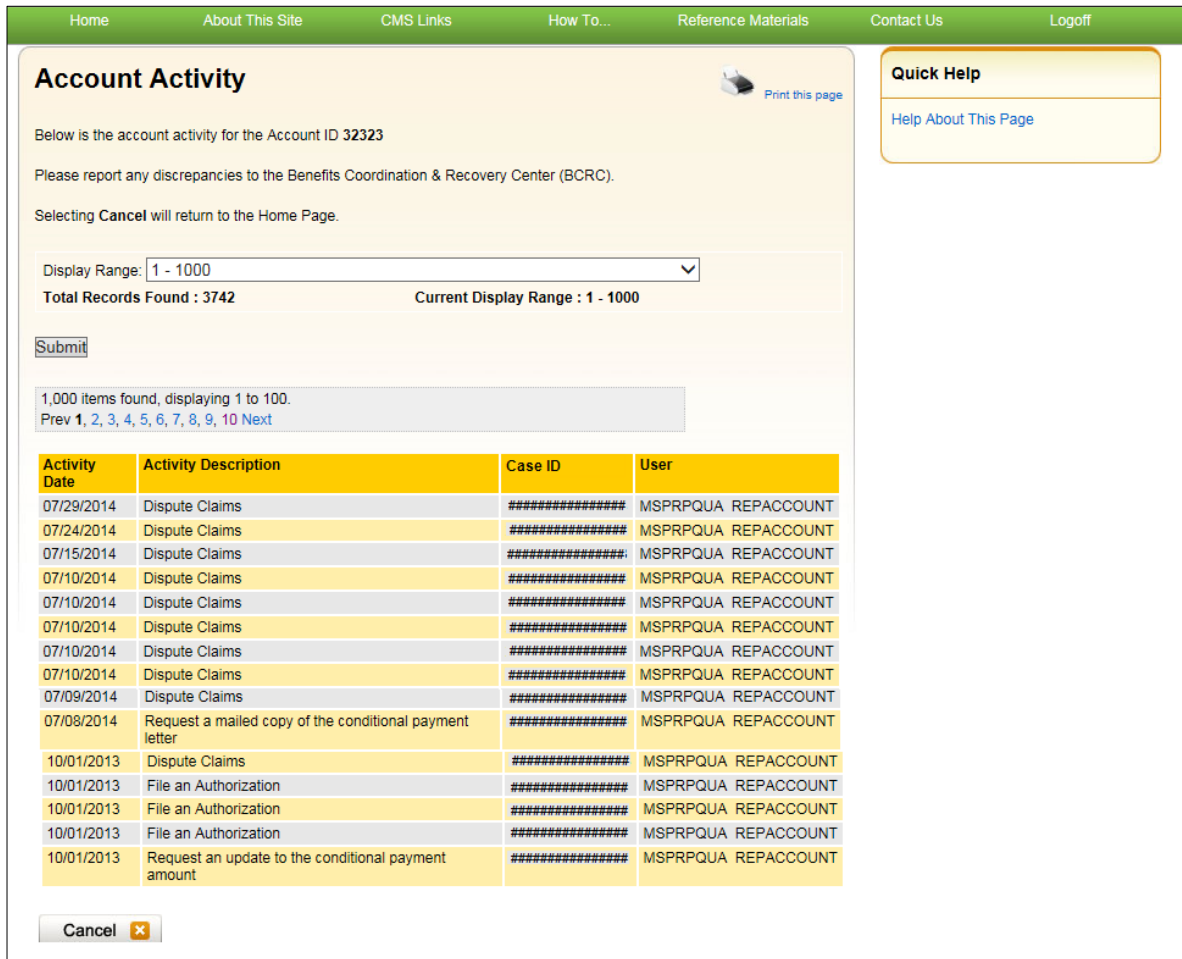 Home About This Site CMS Links How To... Reference Materials Contact Us Logoff
Account Activity
Print this page
Quick Help
Help About This Page
Below is the account activity for the Account ID 32323
Please report any discrepancies to the Benefits Coordination & Recovery Center (BCRC).
Selecting Cancel will return to the Home Page.
Display Range: 1 - 1000
Total Records Found : 3742 Current Display Range : 1 - 1000
Submit
1,000 items found, displaying 1 to 100.
Prev 1, 2, 3, 4, 5, 6, 7, 8, 9, 10 Next
Activity Activity Description Case ID User
Date
07/29/2014 Dispute Claims ################ MSPRPQUA REPACCOUNT
07/24/2014 Dispute Claims ################ MSPRPQUA REPACCOUNT
07/15/2014 Dispute Claims ################ MSPRPQUA REPACCOUNT
07/10/2014 Dispute Claims ################ MSPRPQUA REPACCOUNT
07/10/2014 Dispute Claims ################ MSPRPQUA REPACCOUNT
07/10/2014 Dispute Claims ################ MSPRPQUA REPACCOUNT
07/10/2014 Dispute Claims ################ MSPRPQUA REPACCOUNT
07/10/2014 Dispute Claims ################ MSPRPQUA REPACCOUNT
07/09/2014 Dispute Claims ################ MSPRPQUA REPACCOUNT
07/08/2014 Request a mailed copy of the conditional payment ################ MSPRPQUA REPACCOUNT
letter
10/01/2013 Dispute Claims ################ MSPRPQUA REPACCOUNT
10/01/2013 File an Authorization ################ MSPRPQUA REPACCOUNT
10/01/2013 File an Authorization ################ MSPRPQUA REPACCOUNT
10/01/2013 File an Authorization ################ MSPRPQUA REPACCOUNT
10/01/2013 Request an update to the conditional payment ################ MSPRPQUA REPACCOUNT
amount
Cancel